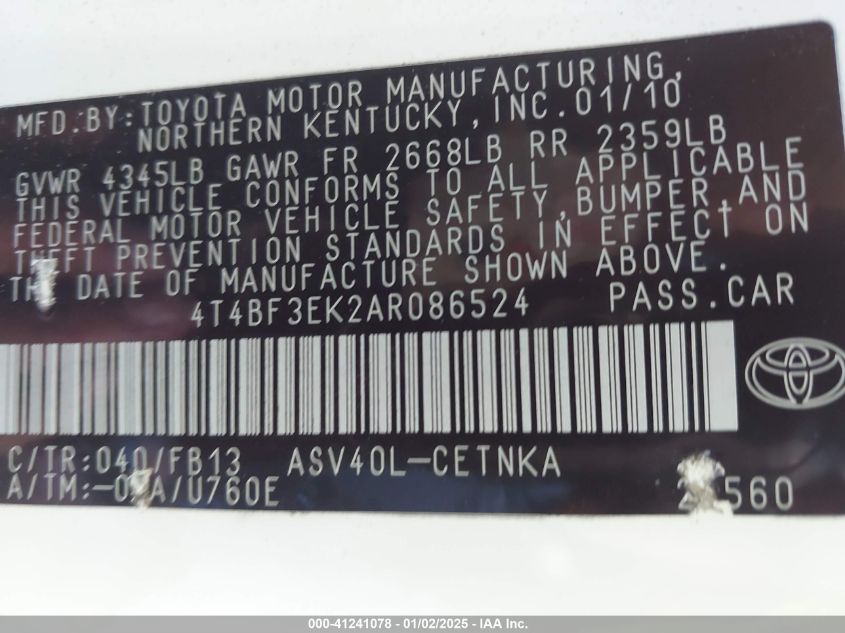 MFD. BY: TOYOTA MOTOR MANUFACTURING,
NORTHERN KENTUCKY, INC. 01/10
GVWR 4345LB GAWR FR 2668LB RR 2359LB
THIS VEHICLE CONFORMS TO ALL APPLICABLE
FEDERAL MOTOR VEHICLE SAFETY, BUMPER, AND
THEFT PREVENTION STANDARDS IN EFFECT ON
THE DATE OF MANUFACTURE SHOWN ABOVE.
4T4BF3EK2AR086524 PASS. CAR
C/TR: 040/FB13 ASV40L-CETNKA
A/TM: /U760E 560
000-41241078 - 01/02/2025 - IAA Inc.